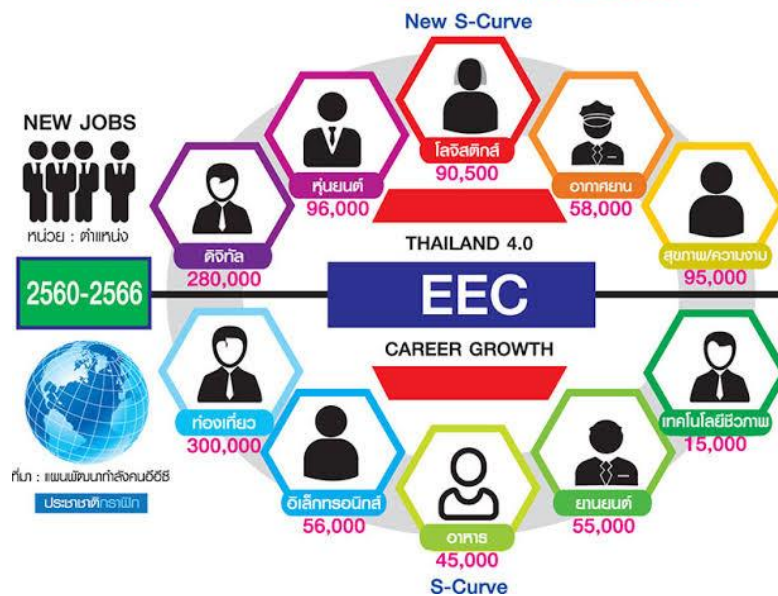 New S-Curve
NEW JOBS
หน่วย : ตำแหน่ง
2560-2566
ดิจิทัล
280,000
หุ่นยนต์
96,000
โลจิสติกส์
90,500
อากาศยาน
58,000
สุขภาพ/ความงาม
95,000
THAILAND 4.0
EEC
CAREER GROWTH
ท่องเที่ยว
300,000
อิเล็กทรอนิกส์
56,000
อาหาร
45,000
ยานยนต์
55,000
เทคโนโลยีชีวภาพ
15,000
S-Curve
ที่มา : แผนพัฒนากำลังคนอีอีซี
ประชาชาติกราฟิก